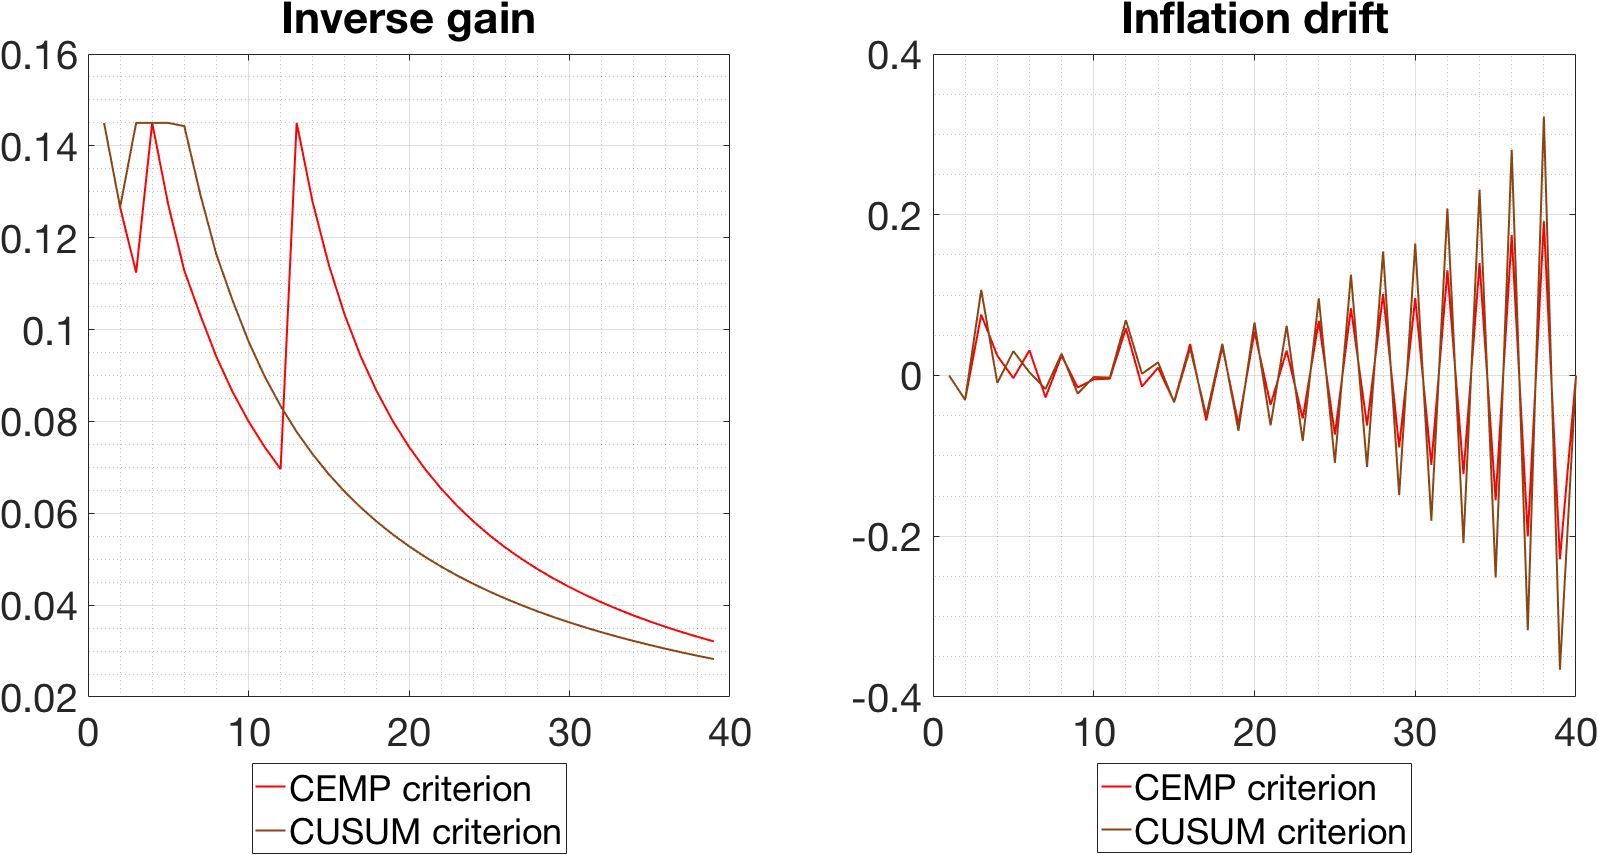 Inverse gain
0.16
0.14
0.12
0.1
0.08
0.06
0.04
0.02
0 10 20 30 40
CEMP criterion
CUSUM criterion
Inflation drift
0.4
0.2
0
-0.2
-0.4
0 10 20 30 40
CEMP criterion
CUSUM criterion